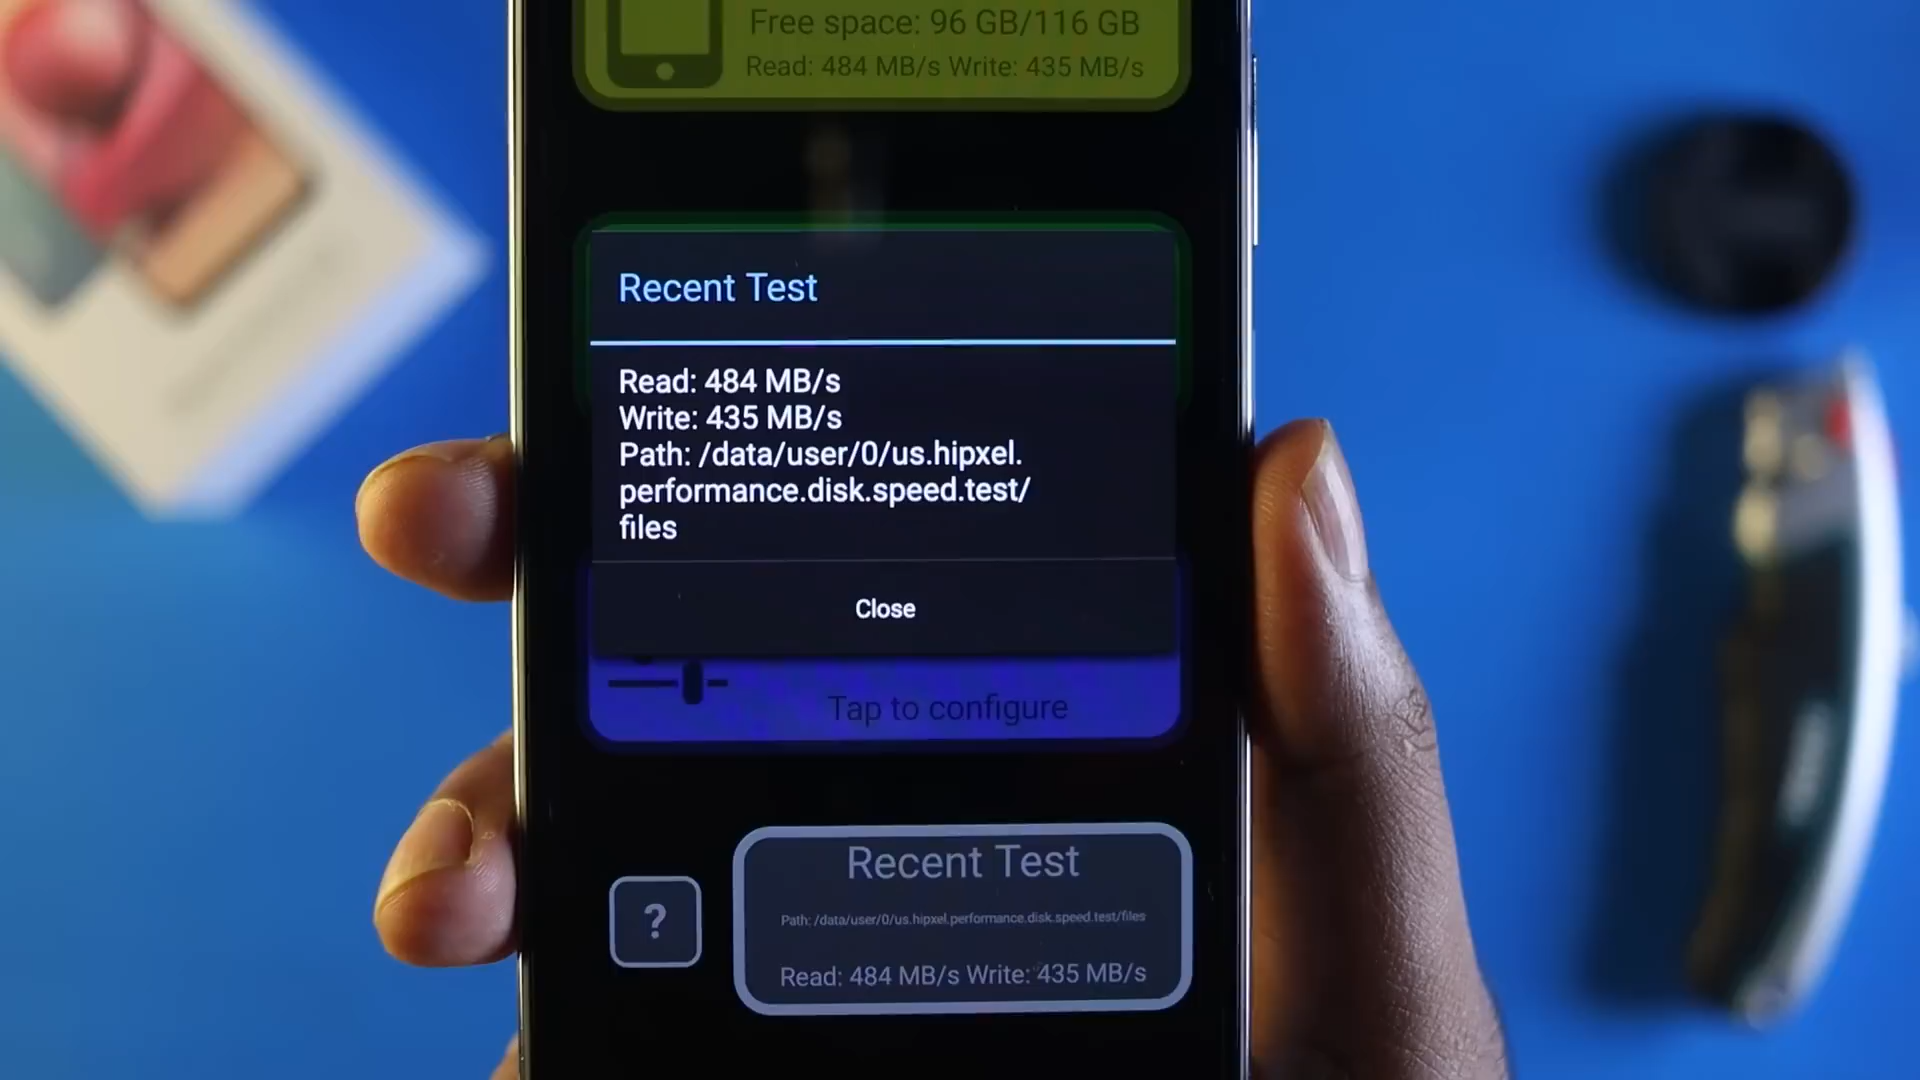 Free space: 96 GB/116 GB
Read: 484 MB/s Write: 435 MB/s
Recent Test
Read: 484 MB/s
Write: 435 MB/s
Path: /data/user/0/us.hipxel.
performance.disk.speed.test/
files
Close
Tap to configure
?
Recent Test
Path: /data/user/0/us.hipxel.performance.disk.speed.test/files
Read: 484 MB/s Write: 435 MB/s